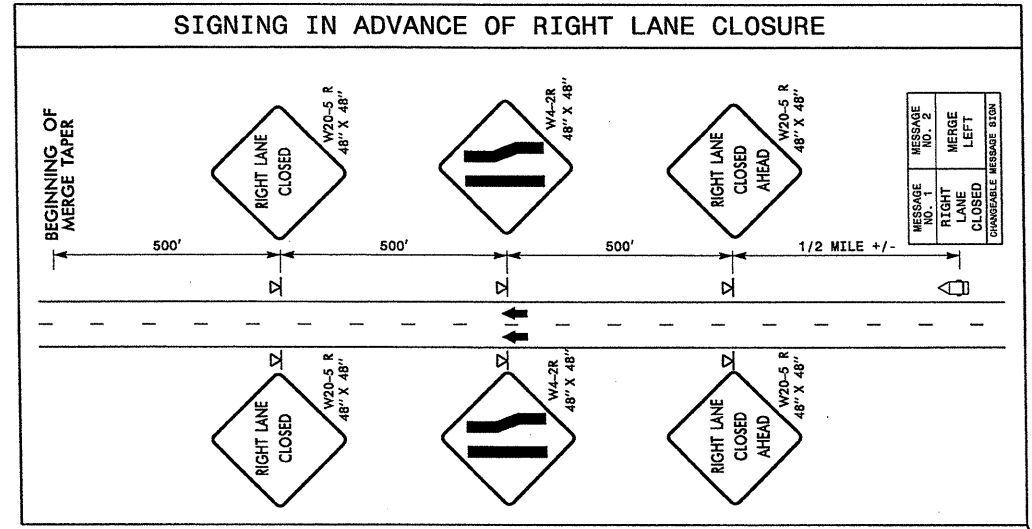 SIGNING IN ADVANCE OF RIGHT LANE CLOSURE
BEGINNING OF
MERGE TAPER
RIGHT LANE
CLOSED
W20-5 R
48" X 48"
W4-2R
48" X 48"
RIGHT LANE
CLOSED
AHEAD
W20-5 R
48" X 48"
MESSAGE
NO. 1
RIGHT
LANE
CLOSED
MESSAGE
NO. 2
MERGE
LEFT
CHANGEABLE MESSAGE SIGN
500'
500'
500'
1/2 MILE +/-
RIGHT LANE
CLOSED
W20-5 R
48" X 48"
W4-2R
48" X 48"
RIGHT LANE
CLOSED
AHEAD
W20-5 R
48" X 48"